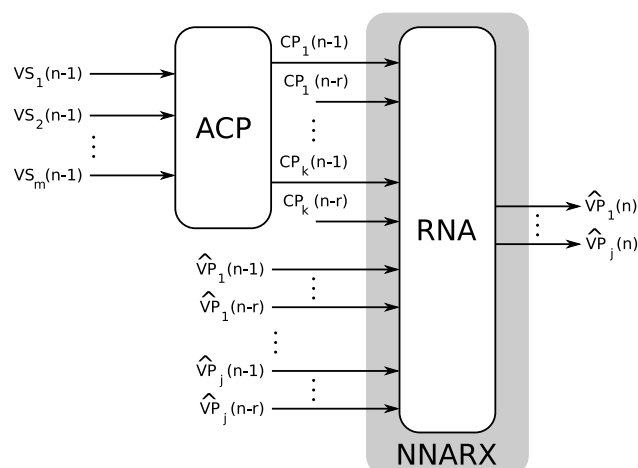 VS1(n-1)
VS2(n-1)
⋮
VSm(n-1)
ACP
CP1(n-1)
CP1(n-r)
⋮
CPk(n-1)
CPk(n-r)
V̂P1(n-1)
⋮
V̂P1(n-r)
⋮
V̂Pj(n-1)
⋮
V̂Pj(n-r)
RNA
V̂P1(n)
⋮
V̂Pj(n)
NNARX